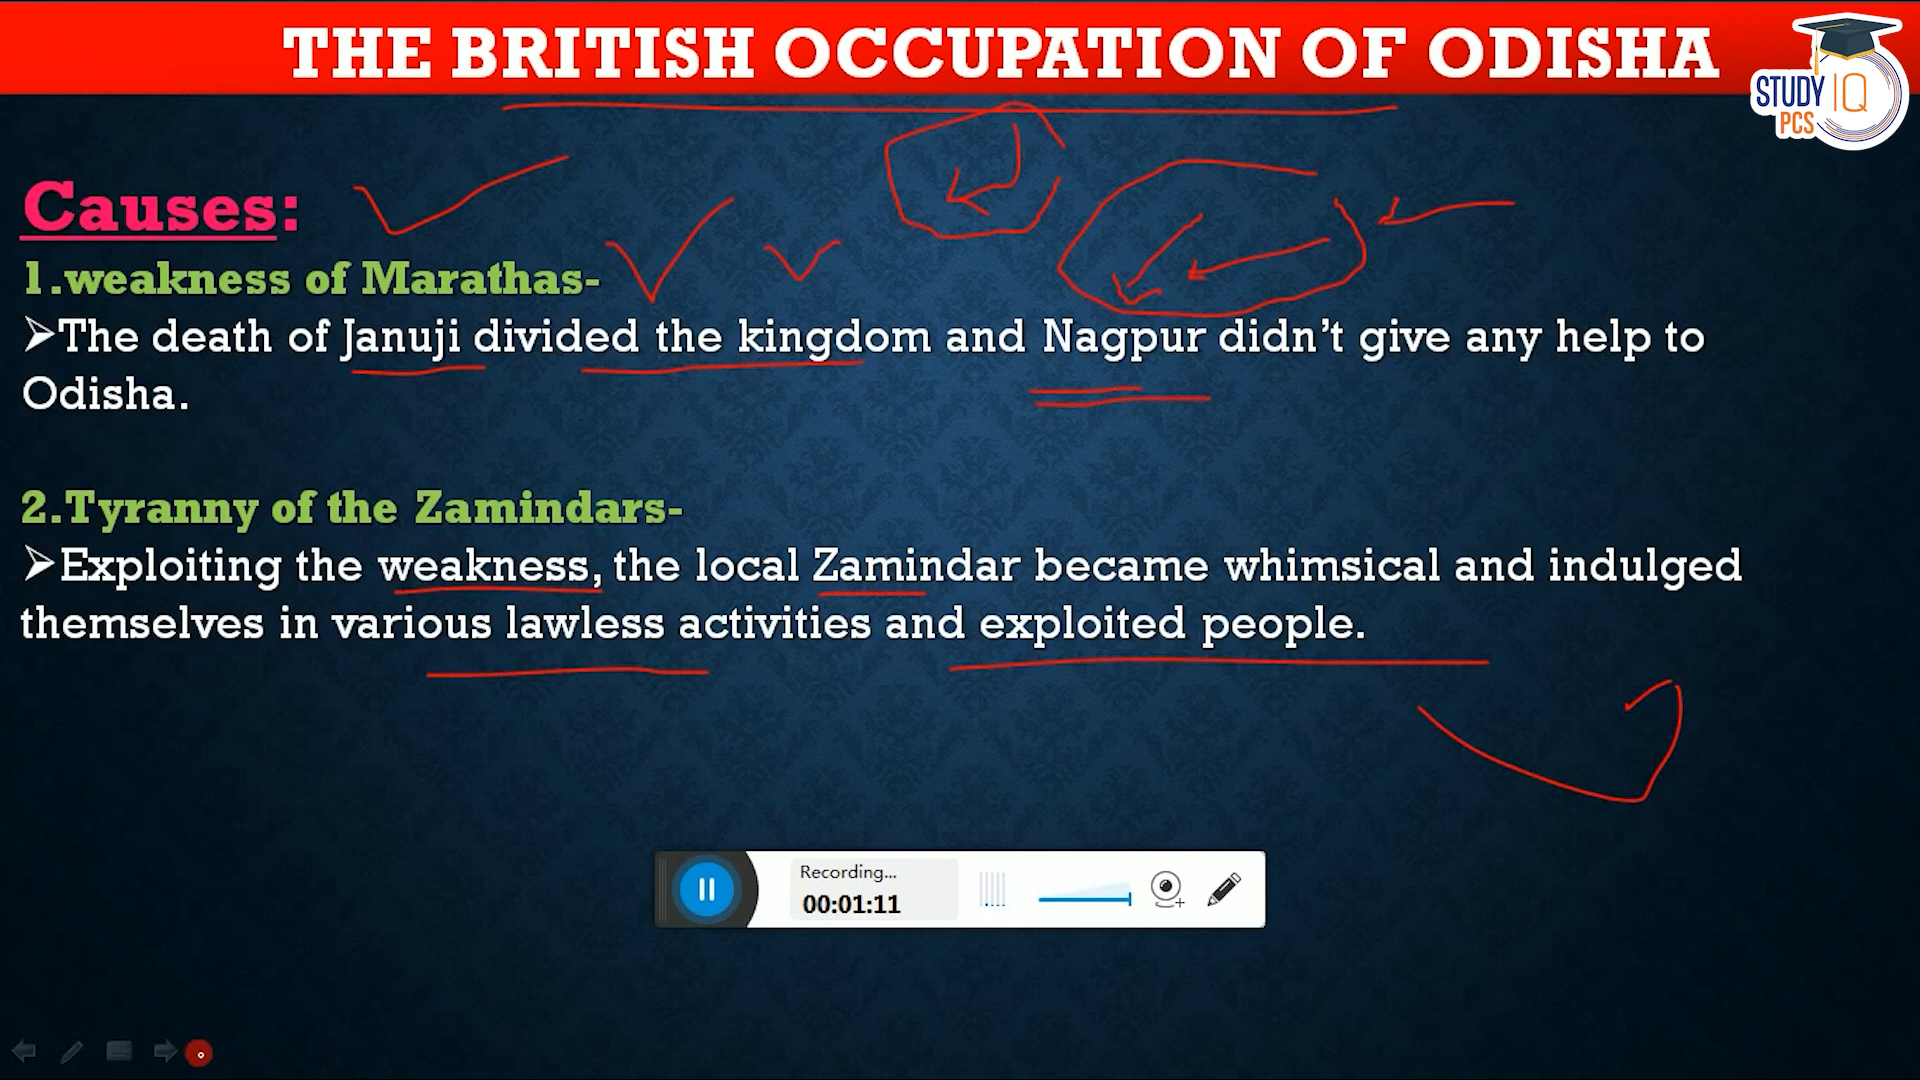 THE BRITISH OCCUPATION OF ODISHA
STUDY IQ
PCS
Causes:
1.weakness of Marathas-
➢The death of Januji divided the kingdom and Nagpur didn't give any help to
Odisha.
2.Tyranny of the Zamindars-
➢Exploiting the weakness, the local Zamindar became whimsical and indulged
themselves in various lawless activities and exploited people.
Recording...
00:01:11